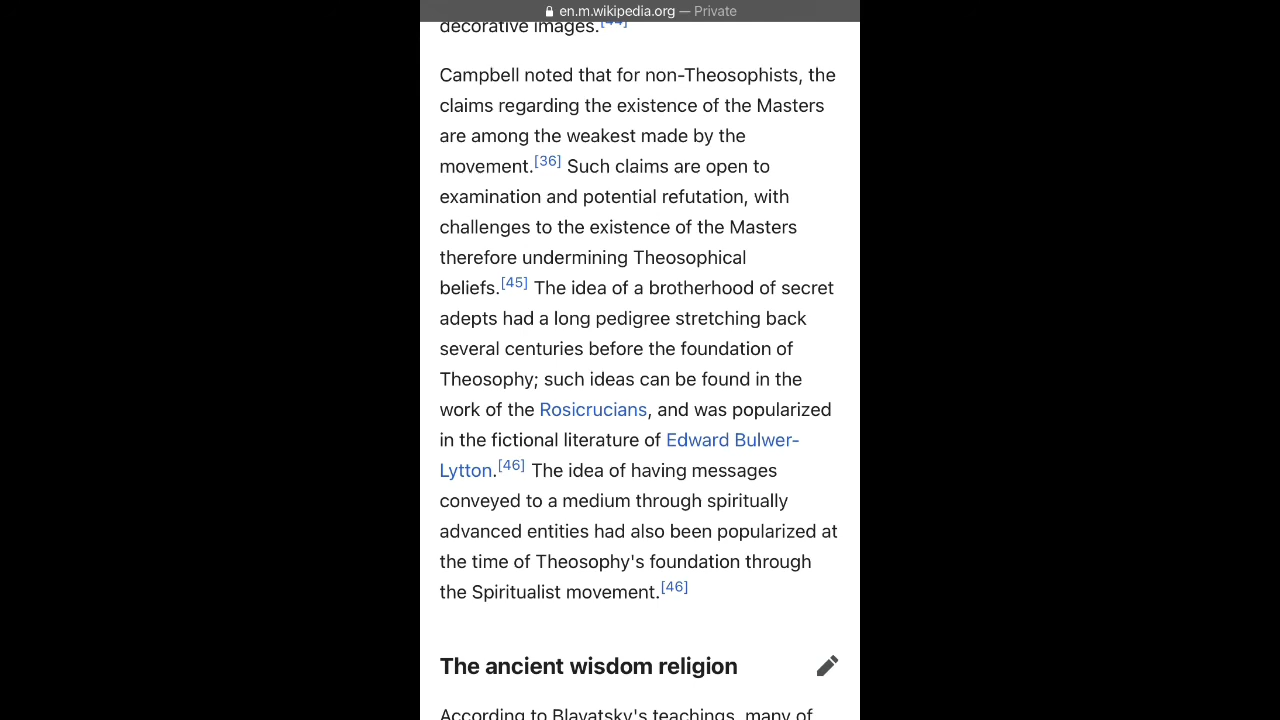 en.m.wikipedia.org — Private
decorative images.[44]
Campbell noted that for non-Theosophists, the
claims regarding the existence of the Masters
are among the weakest made by the
movement.[36] Such claims are open to
examination and potential refutation, with
challenges to the existence of the Masters
therefore undermining Theosophical
beliefs.[45] The idea of a brotherhood of secret
adepts had a long pedigree stretching back
several centuries before the foundation of
Theosophy; such ideas can be found in the
work of the Rosicrucians, and was popularized
in the fictional literature of Edward Bulwer-
Lytton.[46] The idea of having messages
conveyed to a medium through spiritually
advanced entities had also been popularized at
the time of Theosophy's foundation through
the Spiritualist movement.[46]
The ancient wisdom religion
According to Blavatsky's teachings, many of